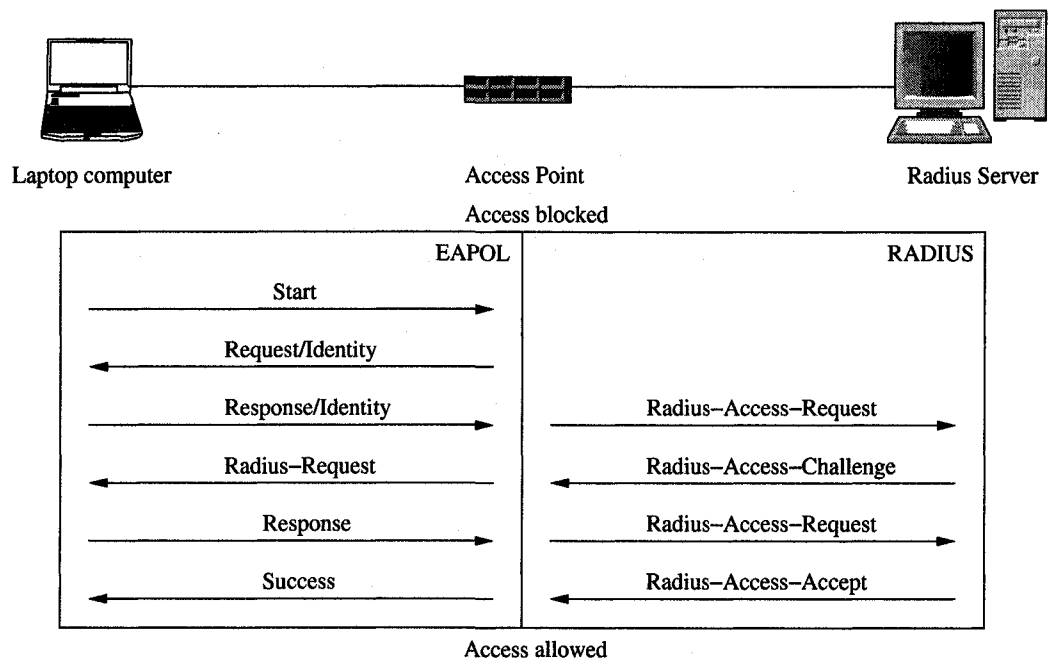 Laptop computer
Access Point
Radius Server
Access blocked
EAPOL
RADIUS
Start
Request/Identity
Response/Identity
Radius–Access–Request
Radius–Request
Radius–Access–Challenge
Response
Radius–Access–Request
Success
Radius–Access–Accept
Access allowed